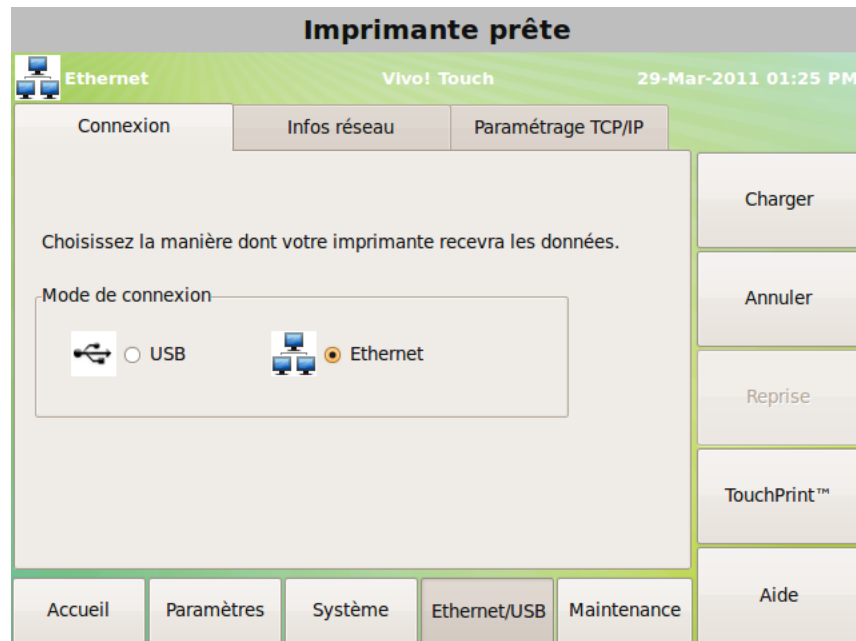 Imprimante prête
Ethernet Vivo! Touch 29-Mar-2011 01:25 PM
Connexion Infos réseau Paramétrage TCP/IP
Choisissez la manière dont votre imprimante recevra les données.
Mode de connexion
USB Ethernet
Charger
Annuler
Reprise
TouchPrint™
Aide
Accueil Paramètres Système Ethernet/USB Maintenance